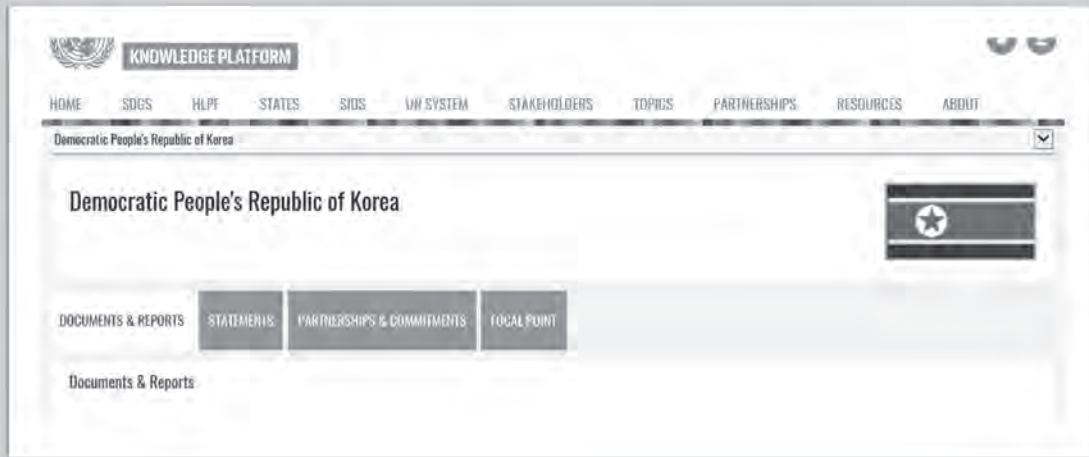 KNOWLEDGE PLATFORM
HOME SDGS HLPF STATES SIDS UN SYSTEM STAKEHOLDERS TOPICS PARTNERSHIPS RESOURCES ABOUT
Democratic People's Republic of Korea
Democratic People's Republic of Korea
DOCUMENTS & REPORTS STATEMENTS PARTNERSHIPS & COMMITMENTS FOCAL POINT
Documents & Reports